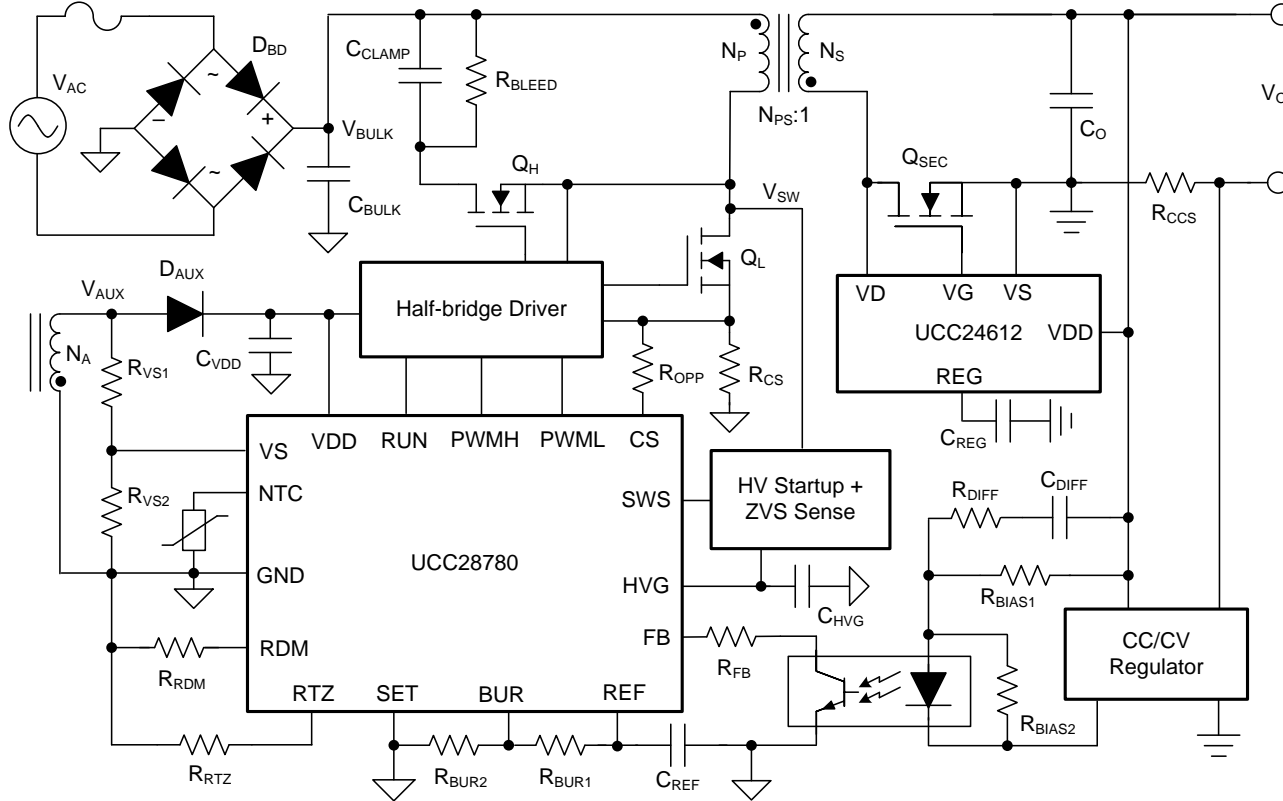 V_AC
D_BD
~
−
+
~
V_BULK
C_BULK
C_CLAMP
R_BLEED
Q_H
N_P
N_S
N_PS:1
V_SW
Q_L
Q_SEC
C_O
R_CCS
D_AUX
V_AUX
N_A
R_VS1
R_VS2
C_VDD
Half-bridge Driver
R_OPP
R_CS
VD
VG
VS
UCC24612
VDD
REG
C_REG
VDD
RUN
PWMH
PWML
CS
VS
NTC
GND
RDM
RTZ
SET
BUR
REF
SWS
HVG
FB
UCC28780
HV Startup +
ZVS Sense
C_HVG
R_FB
R_DIFF
C_DIFF
R_BIAS1
R_BIAS2
CC/CV
Regulator
R_RDM
R_RTZ
R_BUR2
R_BUR1
C_REF